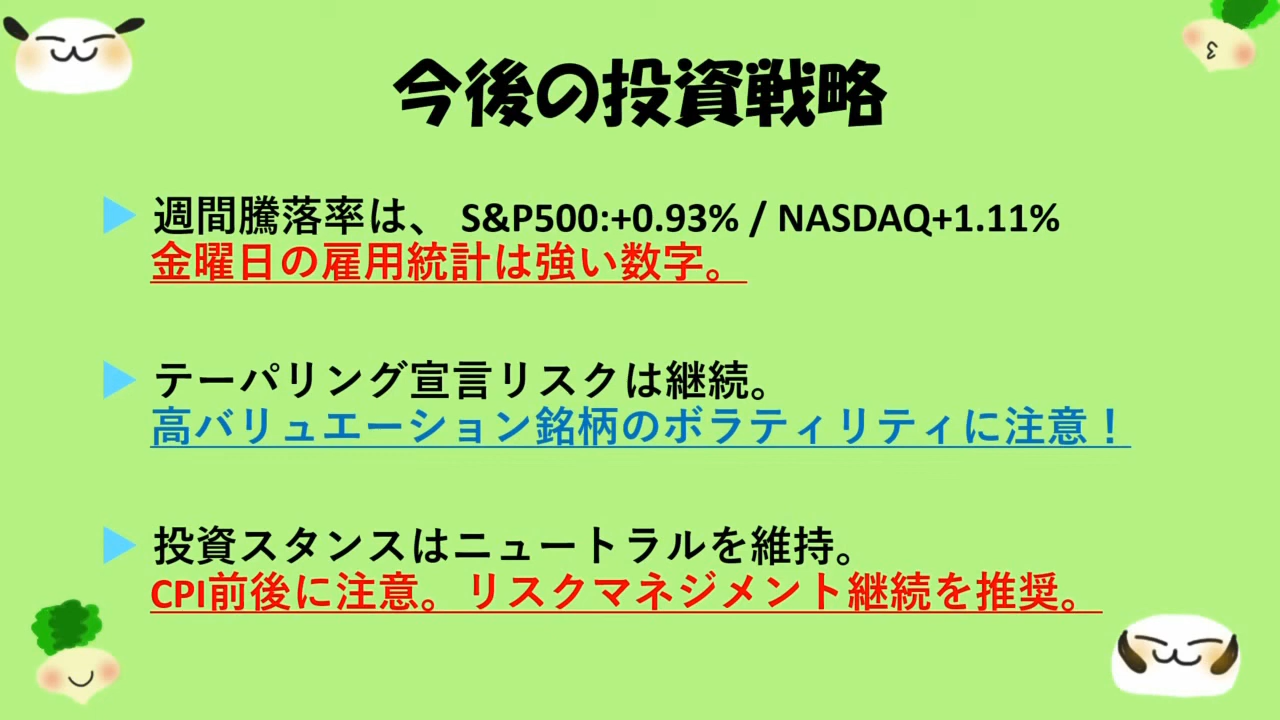 今後の投資戦略
週間騰落率は、 S&P500:+0.93% / NASDAQ+1.11%
金曜日の雇用統計は強い数字。
テーパリング宣言リスクは継続。
高バリュエーション銘柄のボラティリティに注意！
投資スタンスはニュートラルを維持。
CPI前後に注意。リスクマネジメント継続を推奨。